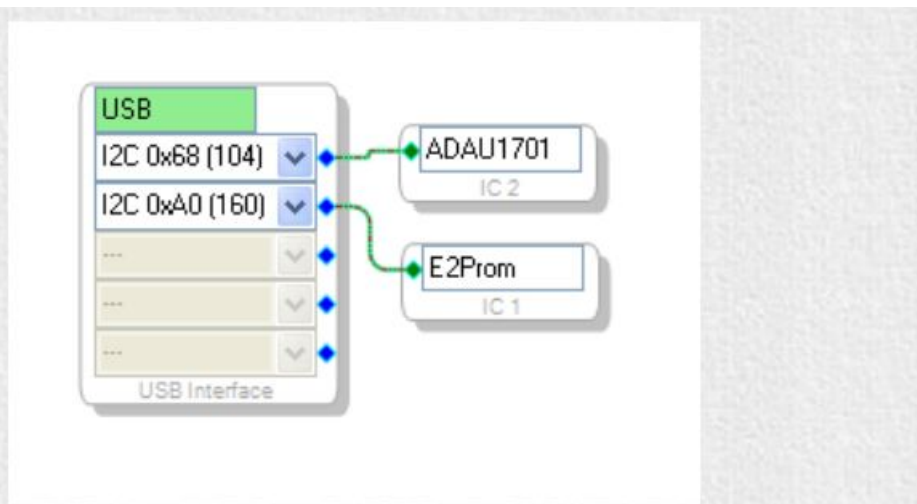 USB
I2C 0x68 (104)
I2C 0xA0 (160)
---
---
---
USB Interface
ADAU1701
IC 2
E2Prom
IC 1